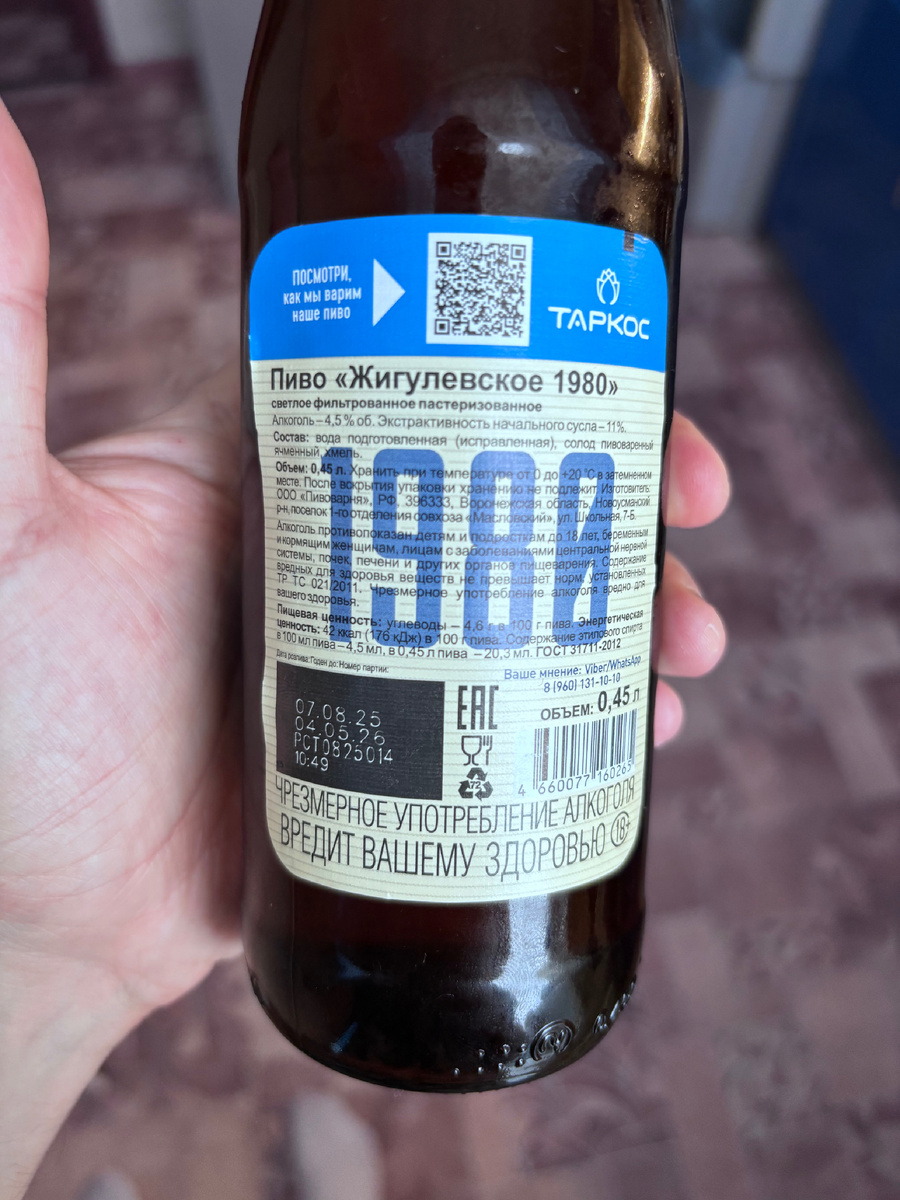 ПОСМОТРИ,
как мы варим
наше пиво
ТАРКОС
Пиво «Жигулевское 1980»
светлое фильтрованное пастеризованное
Алкоголь – 4,5 % об. Экстрактивность начального сусла – 11%.
Состав: вода подготовленная (исправленная), солод пивоваренный
ячменный, хмель.
Объем: 0,45 л. Хранить при температуре от 0 до +20 °С в затемненном
месте. После вскрытия упаковки хранению не подлежит. Изготовитель:
ООО «Пивоварня», РФ, 396333, Воронежская область, Новоусманский
р-н, поселок 1-го отделения совхоза «Масловский», ул. Школьная, 7-Б.
Алкоголь противопоказан детям и подросткам до 18 лет, беременным
и кормящим женщинам, лицам с заболеваниями центральной нервной
системы, почек, печени и других органов пищеварения. Содержание
вредных для здоровья веществ не превышает норм, установленных
ТР ТС 021/2011. Чрезмерное употребление алкоголя вредно для
вашего здоровья.
1980
Пищевая ценность: углеводы – 4,6 г в 100 г пива. Энергетическая
ценность: 42 ккал (176 кДж) в 100 г пива. Содержание этилового спирта
в 100 мл пива – 4,5 мл, в 0,45 л пива – 20,3 мл. ГОСТ 31711-2012
Дата розлива: Годен до: Номер партии:
07.08.25
04.05.26
РСТ0825014
10:49
EAC
72
Ваше мнение: Viber/WhatsApp
8 (960) 131-10-10
ОБЪЕМ: 0,45 л
4 660077 160265
ЧРЕЗМЕРНОЕ УПОТРЕБЛЕНИЕ АЛКОГОЛЯ
ВРЕДИТ ВАШЕМУ ЗДОРОВЬЮ 18+